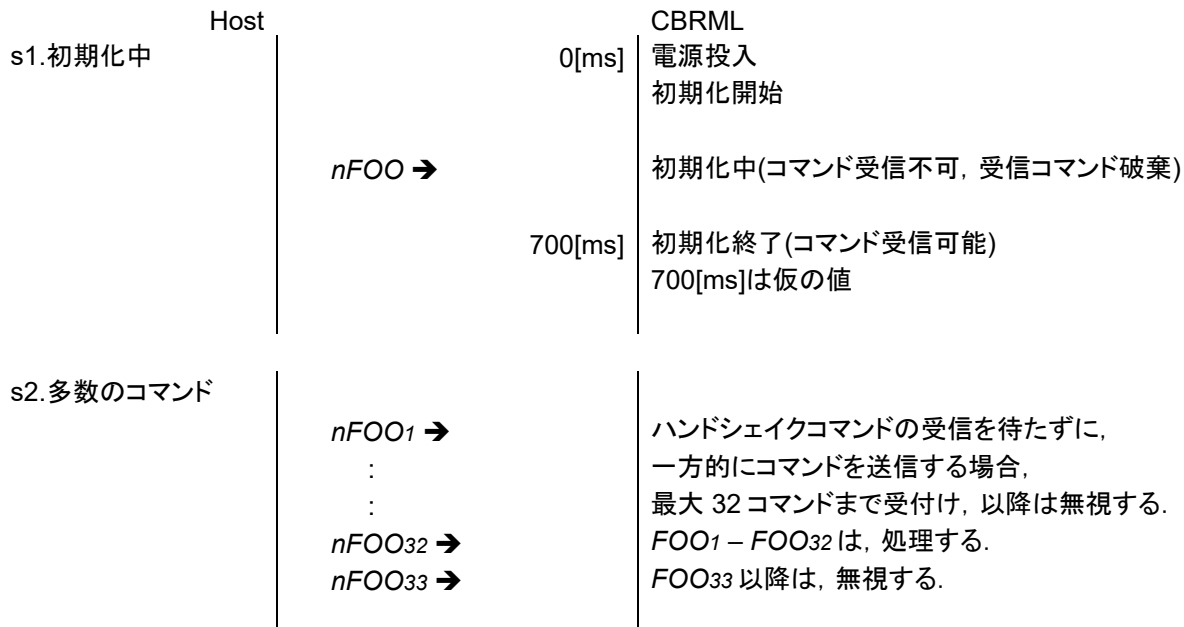 Host CBRML
s1.初期化中 0[ms] 電源投入
初期化開始
nFOO ➔ 初期化中(コマンド受信不可, 受信コマンド破棄)
700[ms] 初期化終了(コマンド受信可能)
700[ms]は仮の値
s2.多数のコマンド
nFOO1 ➔ ハンドシェイクコマンドの受信を待たずに,
: 一方的にコマンドを送信する場合,
: 最大 32 コマンドまで受付け, 以降は無視する.
nFOO32 ➔ FOO1 – FOO32 は, 処理する.
nFOO33 ➔ FOO33 以降は, 無視する.